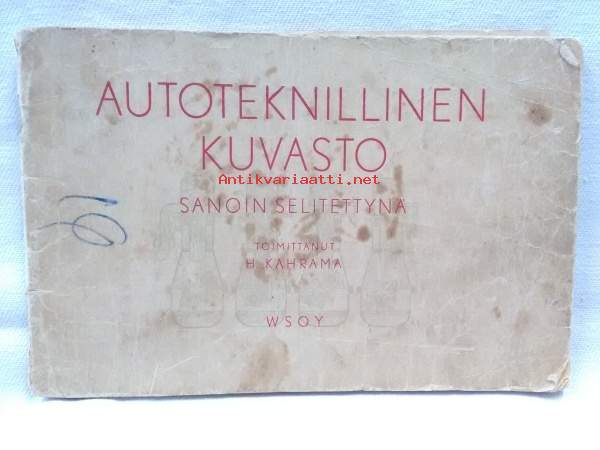 AUTOTEKNILLINEN
KUVASTO
Antikvariaatti.net
SANOIN SELITETTYNÄ
TOIMITTANUT
H. KAHRAMA
WSOY